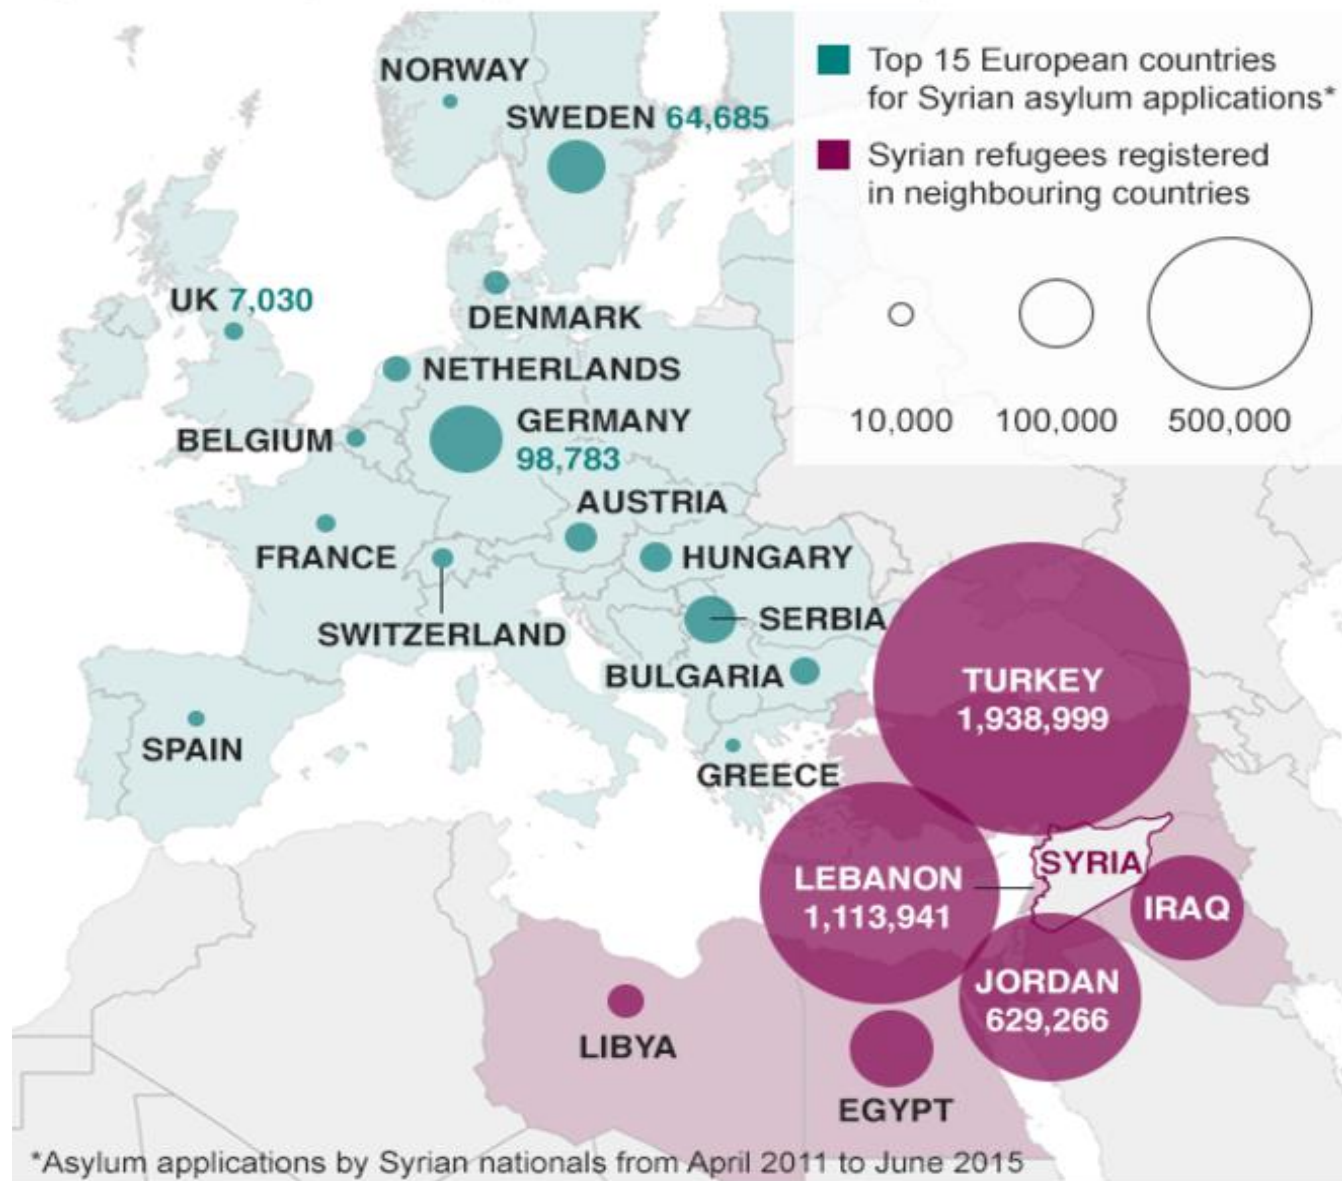 NORWAY
SWEDEN 64,685
Top 15 European countries
for Syrian asylum applications*
Syrian refugees registered
in neighbouring countries
10,000
100,000
500,000
UK 7,030
DENMARK
NETHERLANDS
BELGIUM
GERMANY
98,783
AUSTRIA
FRANCE
HUNGARY
SWITZERLAND
SERBIA
BULGARIA
SPAIN
GREECE
TURKEY
1,938,999
SYRIA
LEBANON
1,113,941
IRAQ
JORDAN
629,266
LIBYA
EGYPT
*Asylum applications by Syrian nationals from April 2011 to June 2015